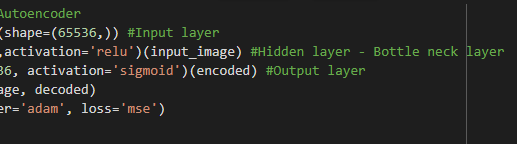 Autoencoder
(shape=(65536,)) #Input layer
,activation='relu')(input_image) #Hidden layer - Bottle neck layer
36, activation='sigmoid')(encoded) #Output layer
age, decoded)
er='adam', loss='mse')